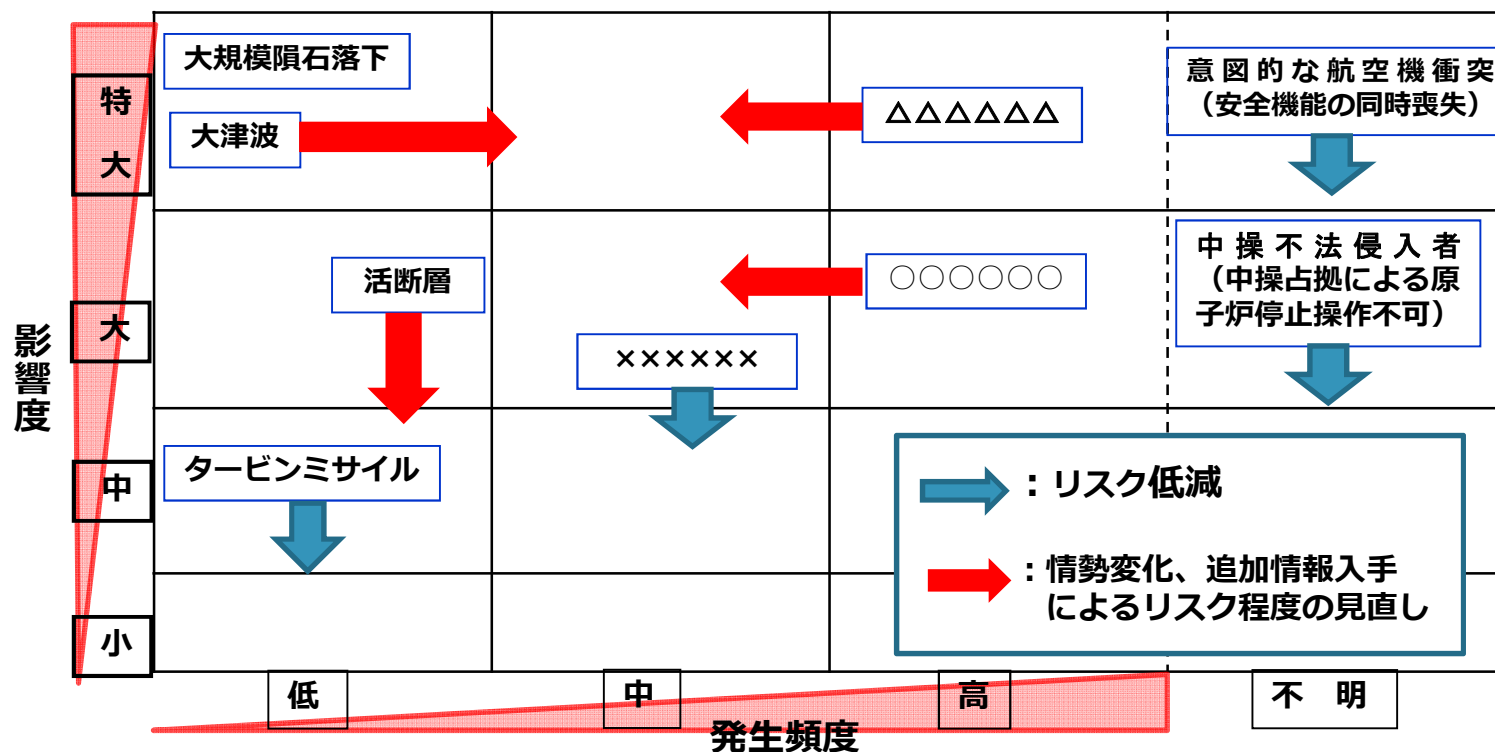 大規模隕石落下
大津波
△△△△△△
意図的な航空機衝突
（安全機能の同時喪失）
特
大
活断層
○○○○○○
中操不法侵入者
（中操占拠による原
子炉停止操作不可）
××××××
影響度
大
タービンミサイル
中
：リスク低減
：情勢変化、追加情報入手
によるリスク程度の見直し
小
低
中
高
不明
発生頻度